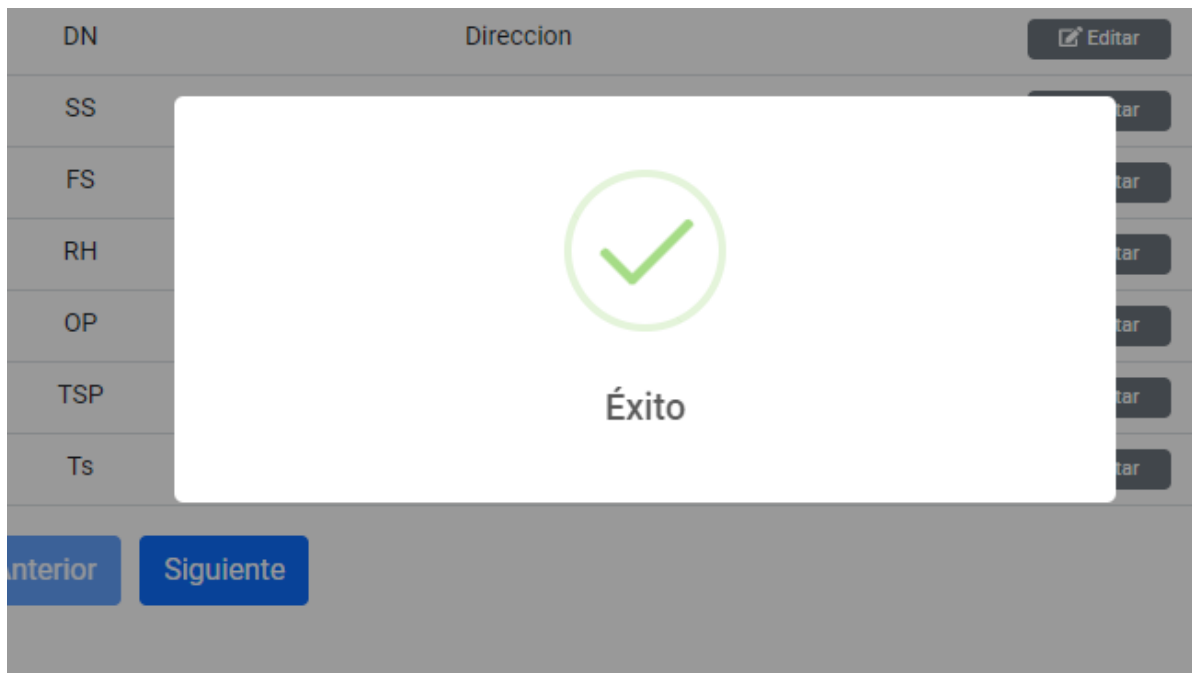 DN Direccion Editar
SS tar
FS tar
RH tar
Éxito
OP tar
TSP tar
Ts tar
Anterior Siguiente